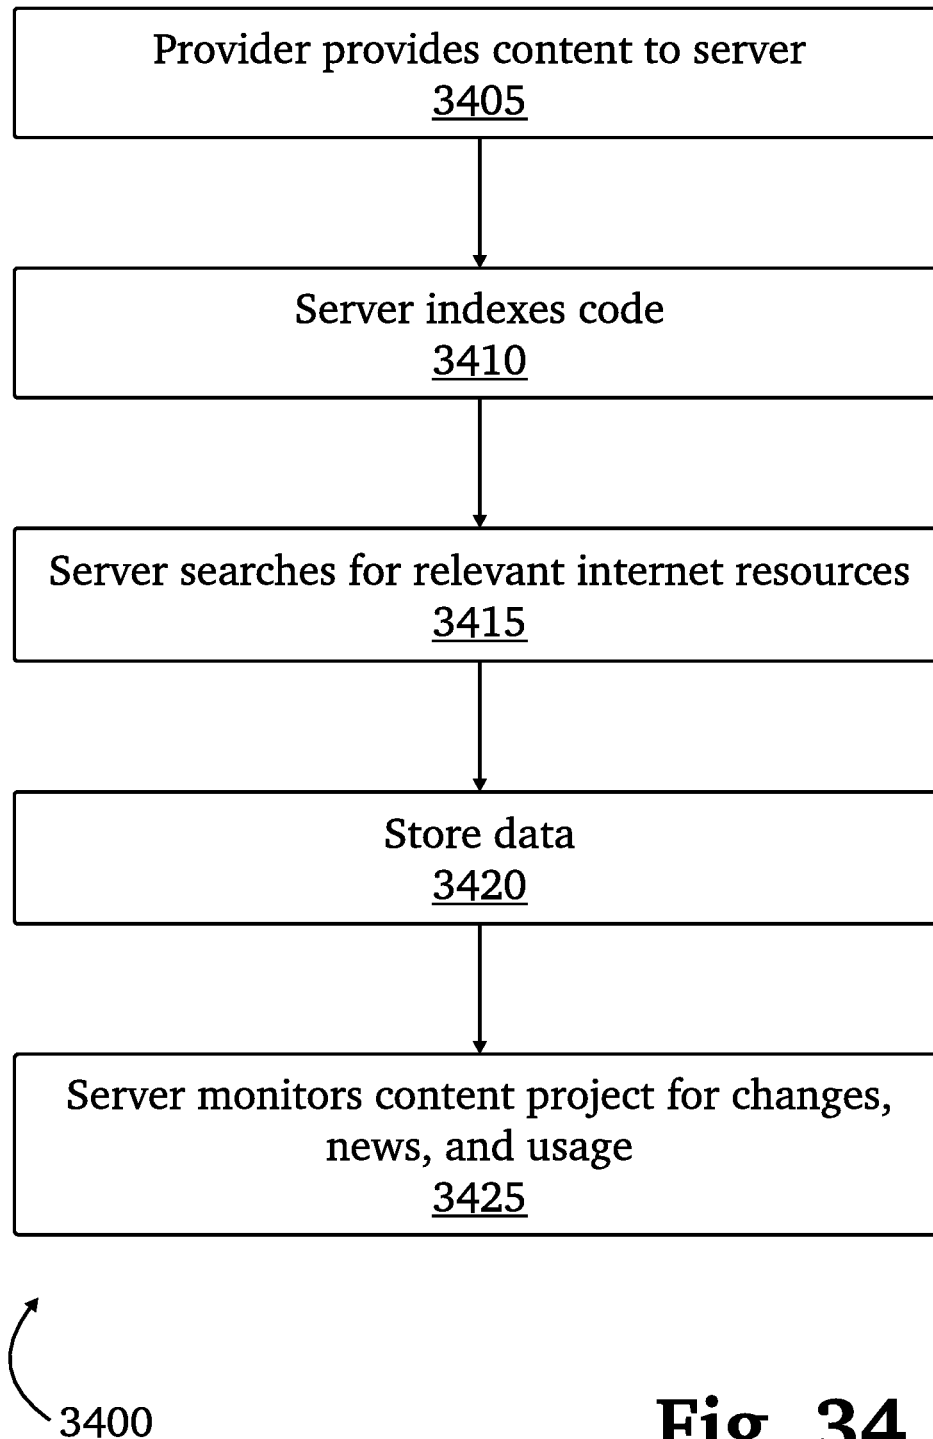 Provider provides content to server
3405
Server indexes code
3410
Server searches for relevant internet resources
3415
Store data
3420
Server monitors content project for changes,
news, and usage
3425
3400
Fig. 34